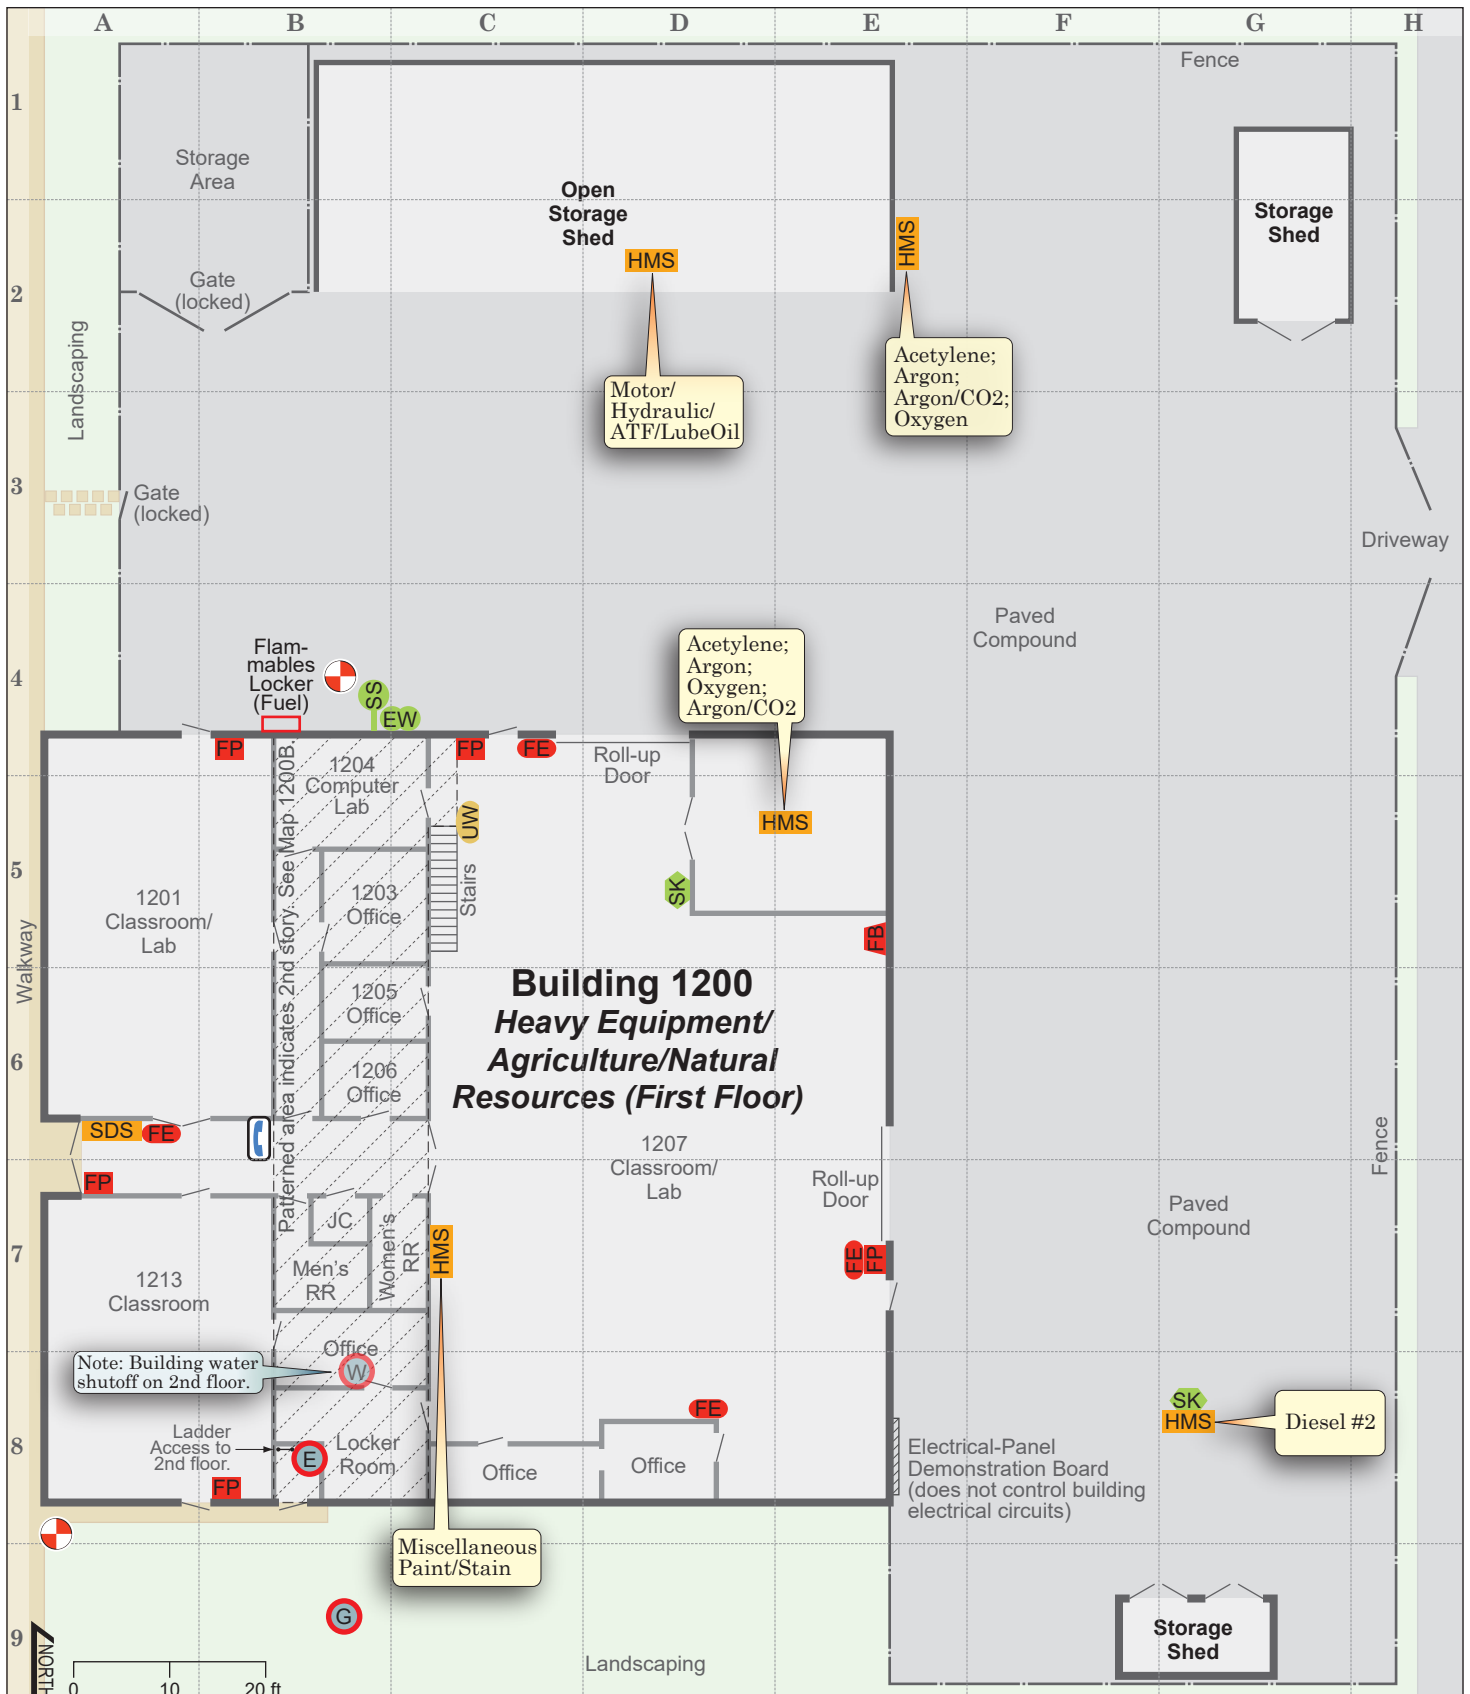 A B C D E F G H
1
2
3
4
5
6
7
8
9
Fence
Storage
Area
Open
Storage
Shed
HMS
HMS
Storage
Shed
Gate
(locked)
Landscaping
Acetylene;
Argon;
Argon/CO2;
Oxygen
Motor/
Hydraulic/
ATF/LubeOil
Gate
(locked)
Driveway
Paved
Compound
Flam-
mables
Locker
(Fuel)
SS
EW
Acetylene;
Argon;
Oxygen;
Argon/CO2
FP
1204
Computer
Lab
FP
FE
Roll-up
Door
UW
HMS
Patterned area indicates 2nd story. See Map 1200B.
1201
Classroom/
Lab
1203
Office
Stairs
SK
FB
Walkway
1205
Office
Building 1200
Heavy Equipment/
Agriculture/Natural
Resources (First Floor)
1206
Office
SDS
FE
FP
1207
Classroom/
Lab
Roll-up
Door
Fence
Paved
Compound
JC
Men's
RR
Women's
RR
HMS
FE
FP
1213
Classroom
Office
W
Note: Building water
shutoff on 2nd floor.
FE
SK
HMS
Diesel #2
Ladder
Access to
2nd floor.
E
Locker
Room
FP
Office
Office
Electrical-Panel
Demonstration Board
(does not control building
electrical circuits)
Miscellaneous
Paint/Stain
G
Storage
Shed
Landscaping
NORTH
0 10 20 ft